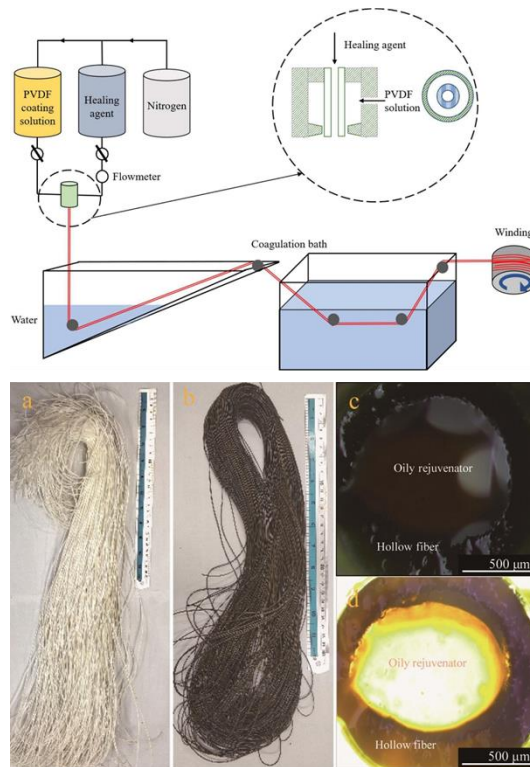 Healing agent
PVDF
coating
solution
Healing
agent
Nitrogen
PVDF
solution
Flowmeter
Winding
Coagulation bath
Water
a
b
c
Oily rejuvenator
Hollow fiber
500 μm
d
Oily rejuvenator
Hollow fiber
500 μm